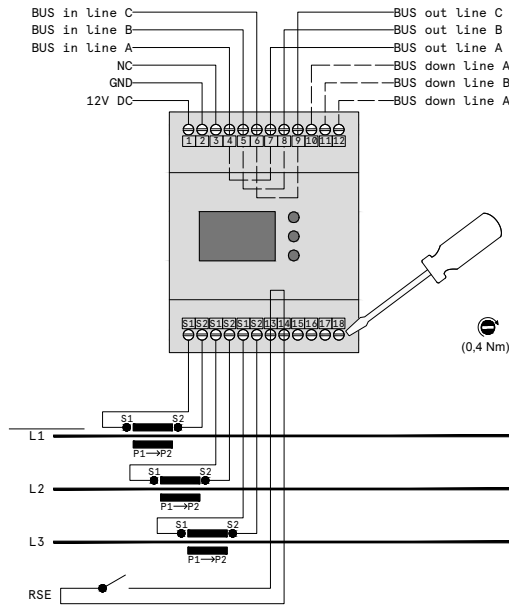 BUS in line C
BUS out line C
BUS in line B
BUS out line B
BUS in line A
BUS out line A
NC
BUS down line A
GND
BUS down line B
12V DC
BUS down line A
1 2 3 4 5 6 7 8 9 10 11 12
S1 S2 S1 S2 S1 S2 13 14 15 16 17 18
(0,4 Nm)
S1 S2
L1
P1→P2
S1 S2
L2
P1→P2
S1 S2
L3
P1→P2
RSE